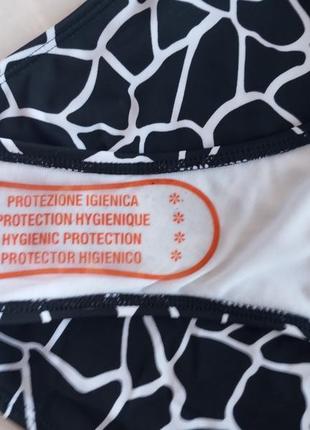 PROTEZIONE IGIENICA *
PROTECTION HYGIENIQUE *
HYGIENIC PROTECTION *
PROTECTOR HIGIENICO *